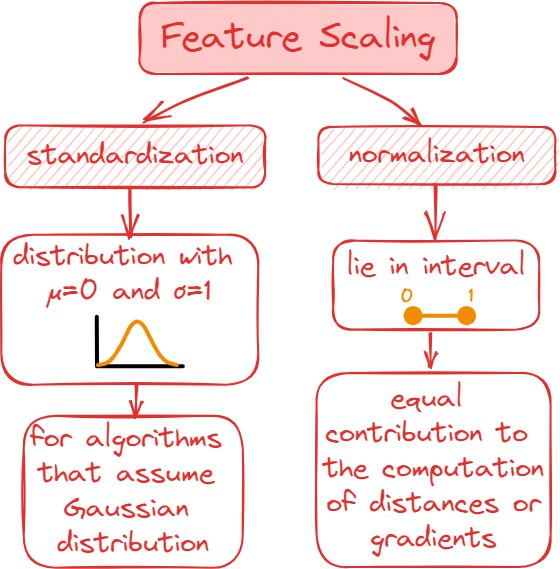 Feature Scaling
standardization
normalization
distribution with
μ=0 and σ=1
lie in interval
0 1
for algorithms
that assume
Gaussian
distribution
equal
contribution to
the computation
of distances or
gradients